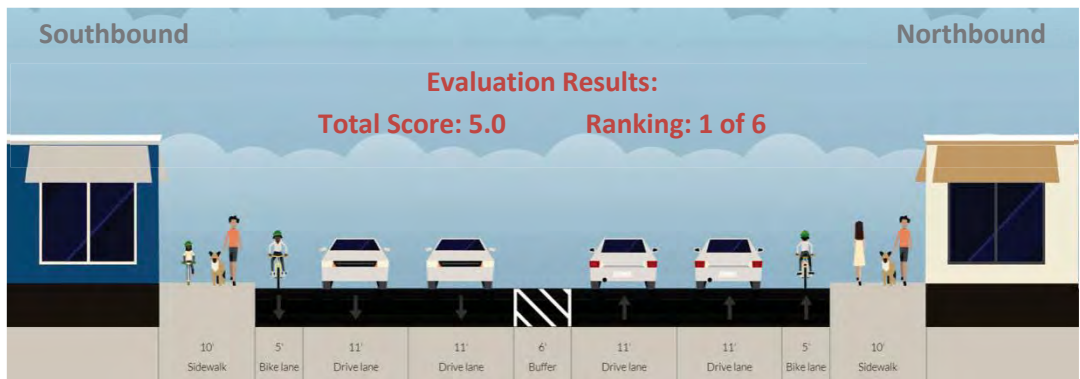 Southbound Northbound
Evaluation Results:
Total Score: 5.0 Ranking: 1 of 6
10' 5' 11' 11' 6' 11' 11' 5' 10'
Sidewalk Bike lane Drive lane Drive lane Buffer Drive lane Drive lane Bike lane Sidewalk